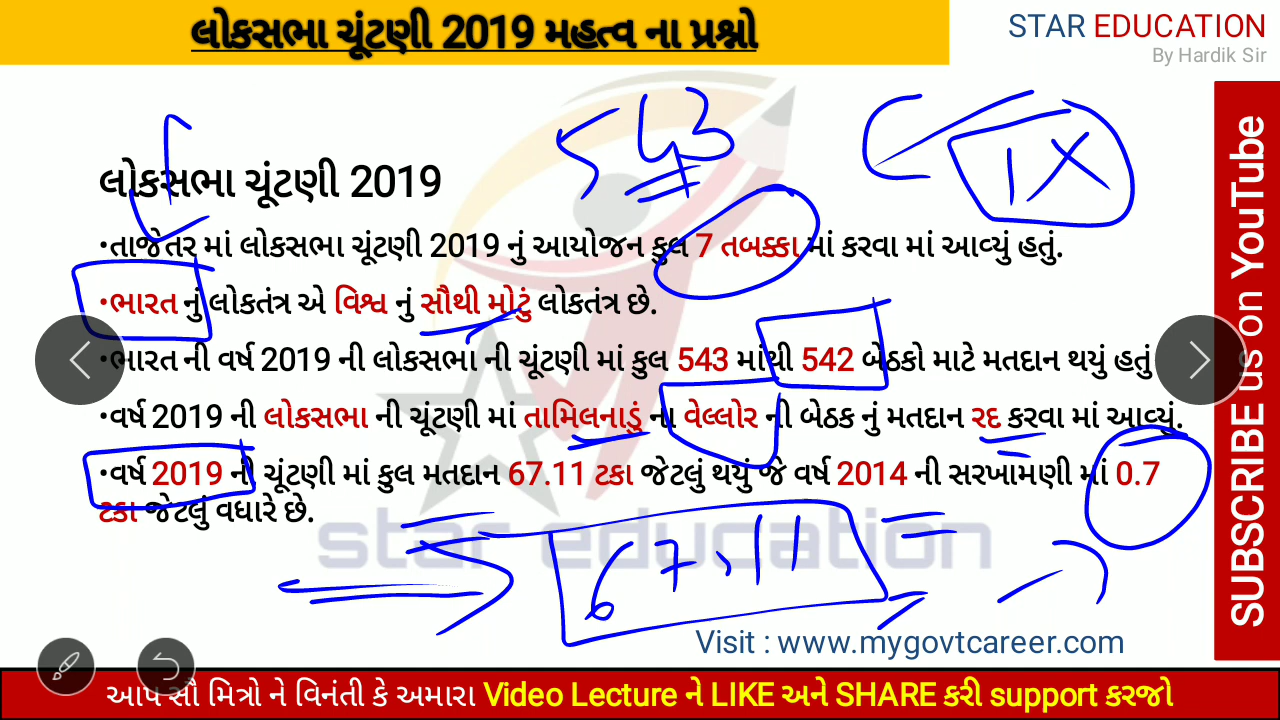 લોકસભા ચૂંટણી 2019 મહત્વ ના પ્રશ્નો
STAR EDUCATION
By Hardik Sir
543
1X
લોકસભા ચૂંટણી 2019
•તાજેતર માં લોકસભા ચૂંટણી 2019 નું આયોજન કુલ 7 તબક્કા માં કરવા માં આવ્યું હતું.
•ભારત નું લોકતંત્ર એ વિશ્વ નું સૌથી મોટું લોકતંત્ર છે.
•ભારત ની વર્ષ 2019 ની લોકસભા ની ચૂંટણી માં કુલ 543 માંથી 542 બેઠકો માટે મતદાન થયું હતું
•વર્ષ 2019 ની લોકસભા ની ચૂંટણી માં તામિલનાડું ના વેલ્લોર ની બેઠક નું મતદાન રદ કરવા માં આવ્યું.
•વર્ષ 2019 ની ચૂંટણી માં કુલ મતદાન 67.11 ટકા જેટલું થયું જે વર્ષ 2014 ની સરખામણી માં 0.7
ટકા જેટલું વધારે છે.
star education
67.11
Visit : www.mygovtcareer.com
SUBSCRIBE us on YouTube
આપ સૌ મિત્રો ને વિનંતી કે અમારા Video Lecture ને LIKE અને SHARE કરી support કરજો